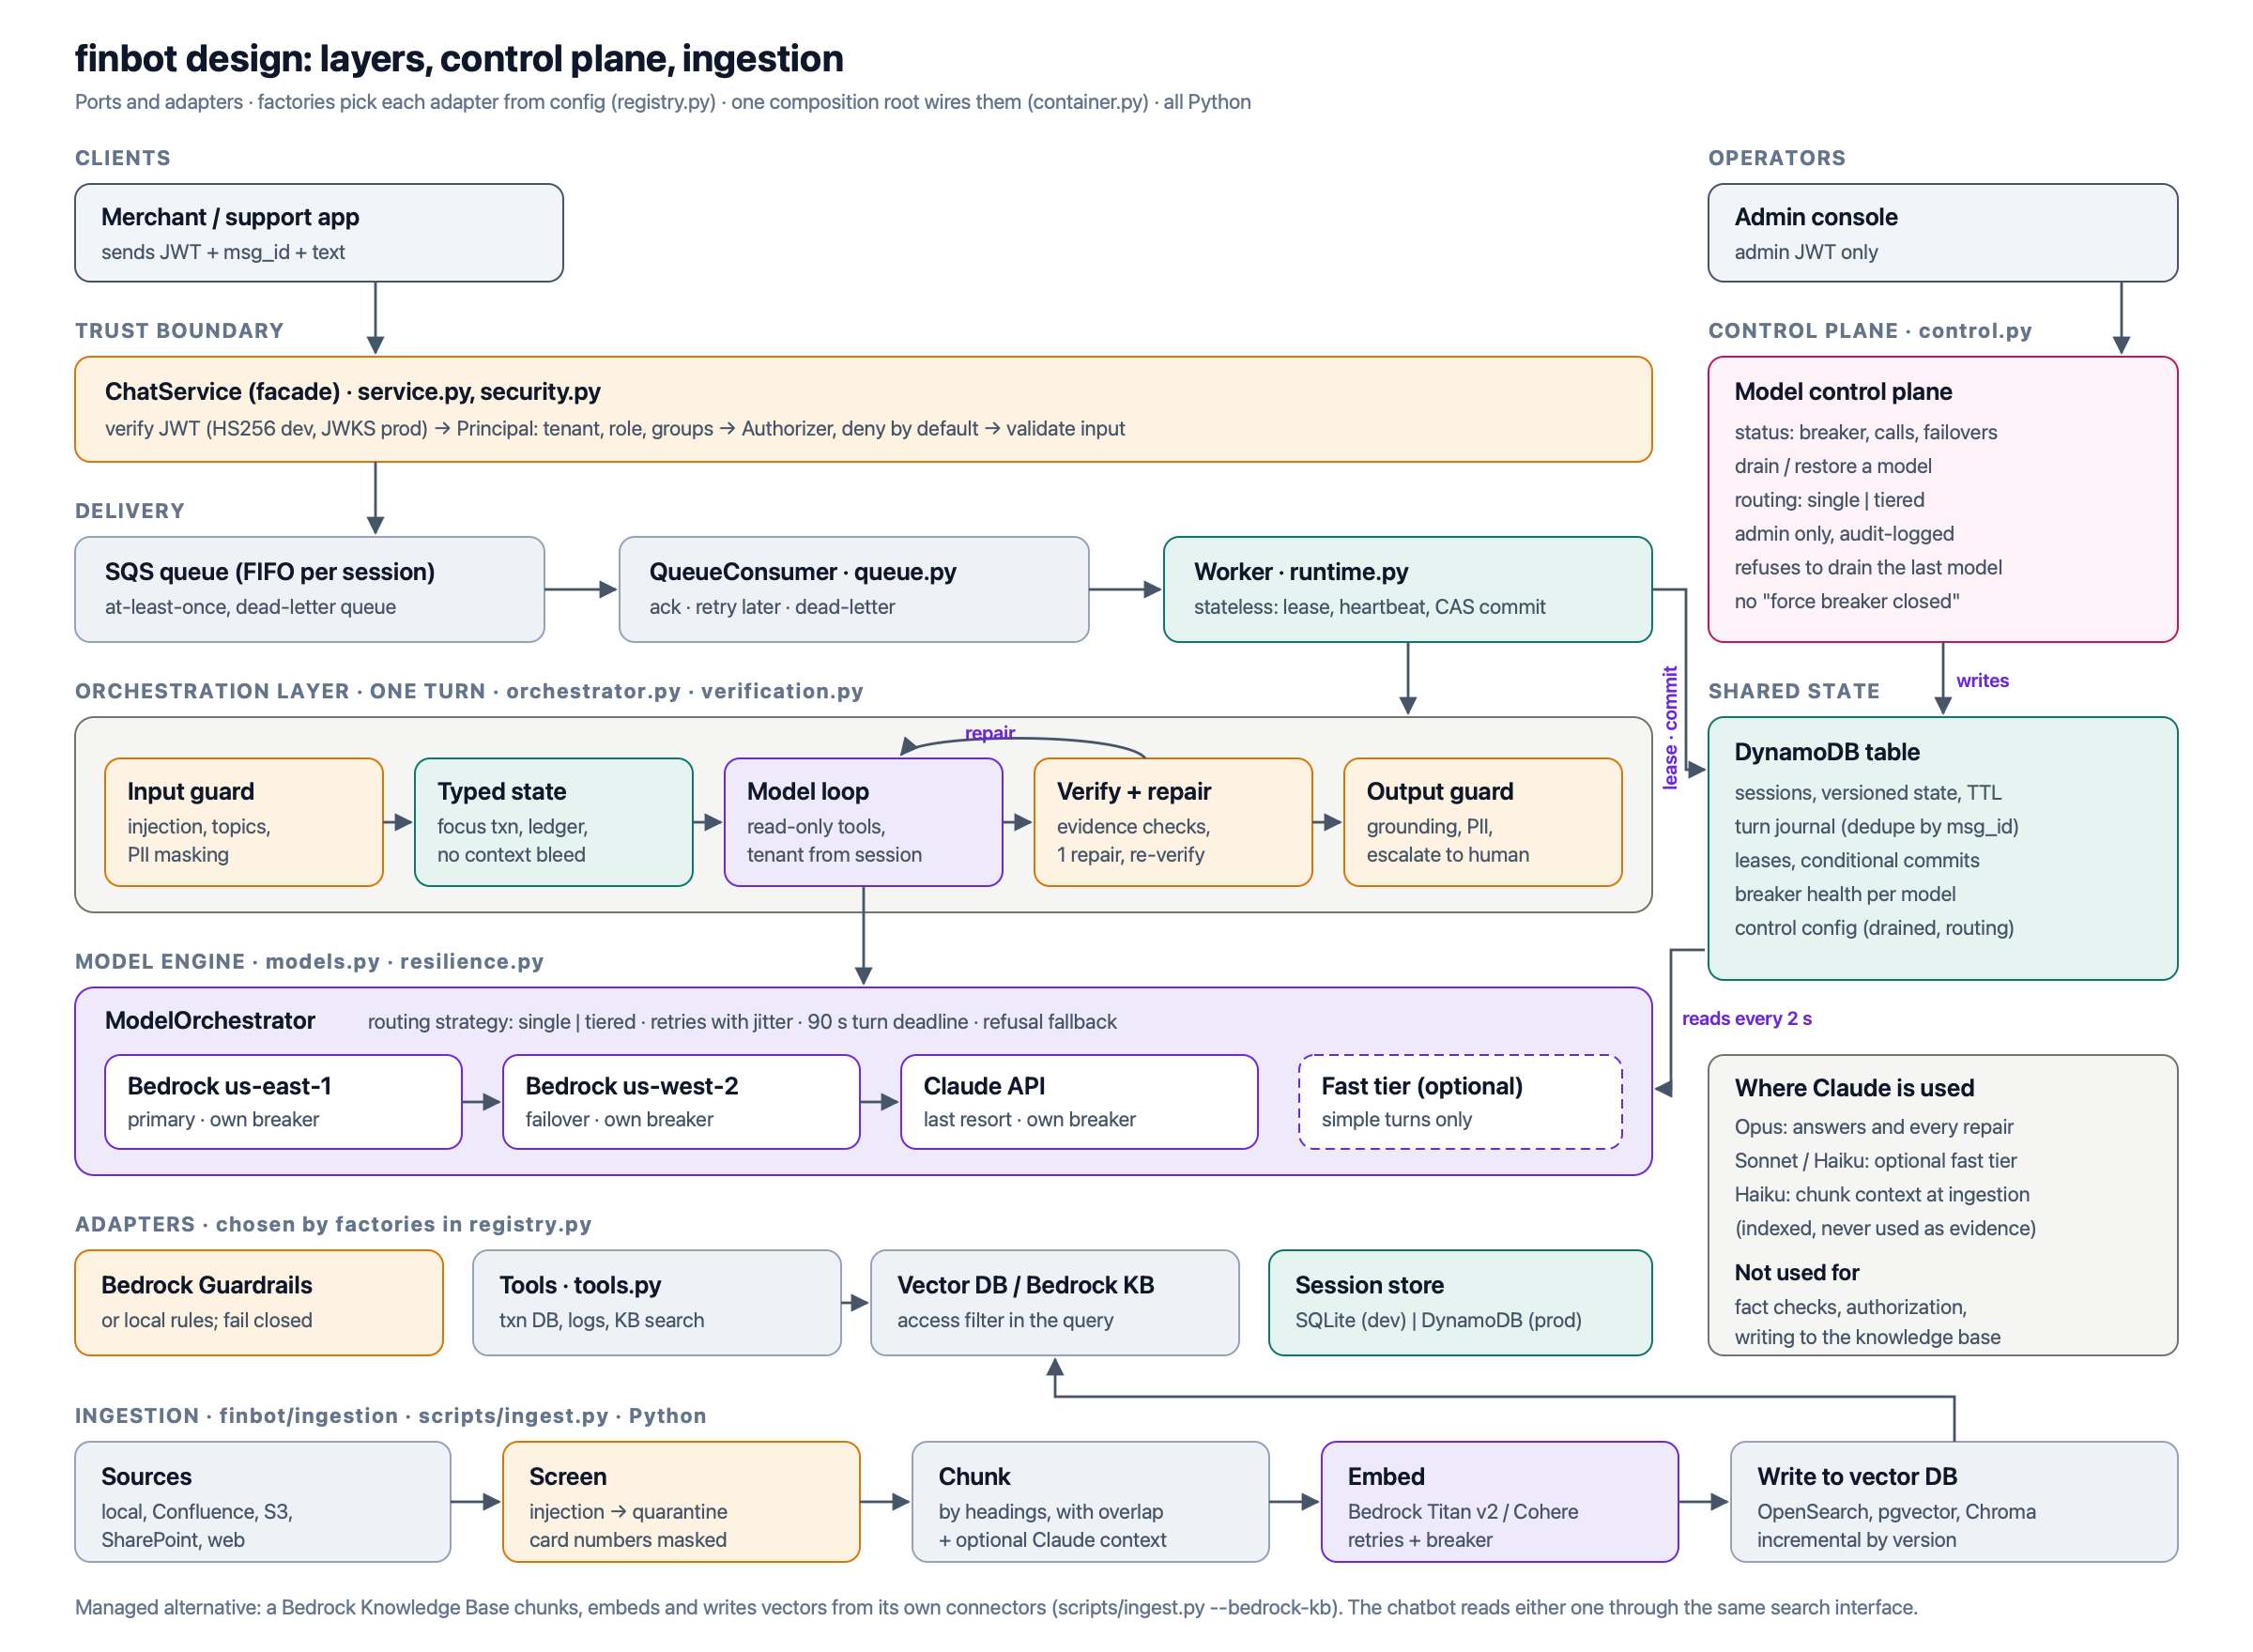 finbot design: layers, control plane, ingestion
Ports and adapters · factories pick each adapter from config (registry.py) · one composition root wires them (container.py) · all Python
CLIENTS
Merchant / support app
sends JWT + msg_id + text
OPERATORS
Admin console
admin JWT only
TRUST BOUNDARY
ChatService (facade) · service.py, security.py
verify JWT (HS256 dev, JWKS prod) → Principal: tenant, role, groups → Authorizer, deny by default → validate input
CONTROL PLANE · control.py
Model control plane
status: breaker, calls, failovers
drain / restore a model
routing: single | tiered
admin only, audit-logged
refuses to drain the last model
no "force breaker closed"
DELIVERY
SQS queue (FIFO per session)
at-least-once, dead-letter queue
QueueConsumer · queue.py
ack · retry later · dead-letter
Worker · runtime.py
stateless: lease, heartbeat, CAS commit
lease · commit
writes
ORCHESTRATION LAYER · ONE TURN · orchestrator.py · verification.py
repair
Input guard
injection, topics,
PII masking
Typed state
focus txn, ledger,
no context bleed
Model loop
read-only tools,
tenant from session
Verify + repair
evidence checks,
1 repair, re-verify
Output guard
grounding, PII,
escalate to human
SHARED STATE
DynamoDB table
sessions, versioned state, TTL
turn journal (dedupe by msg_id)
leases, conditional commits
breaker health per model
control config (drained, routing)
reads every 2 s
MODEL ENGINE · models.py · resilience.py
ModelOrchestrator
routing strategy: single | tiered · retries with jitter · 90 s turn deadline · refusal fallback
Bedrock us-east-1
primary · own breaker
Bedrock us-west-2
failover · own breaker
Claude API
last resort · own breaker
Fast tier (optional)
simple turns only
Where Claude is used
Opus: answers and every repair
Sonnet / Haiku: optional fast tier
Haiku: chunk context at ingestion
(indexed, never used as evidence)
Not used for
fact checks, authorization,
writing to the knowledge base
ADAPTERS · chosen by factories in registry.py
Bedrock Guardrails
or local rules; fail closed
Tools · tools.py
txn DB, logs, KB search
Vector DB / Bedrock KB
access filter in the query
Session store
SQLite (dev) | DynamoDB (prod)
INGESTION · finbot/ingestion · scripts/ingest.py · Python
Sources
local, Confluence, S3,
SharePoint, web
Screen
injection → quarantine
card numbers masked
Chunk
by headings, with overlap
+ optional Claude context
Embed
Bedrock Titan v2 / Cohere
retries + breaker
Write to vector DB
OpenSearch, pgvector, Chroma
incremental by version
Managed alternative: a Bedrock Knowledge Base chunks, embeds and writes vectors from its own connectors (scripts/ingest.py --bedrock-kb). The chatbot reads either one through the same search interface.